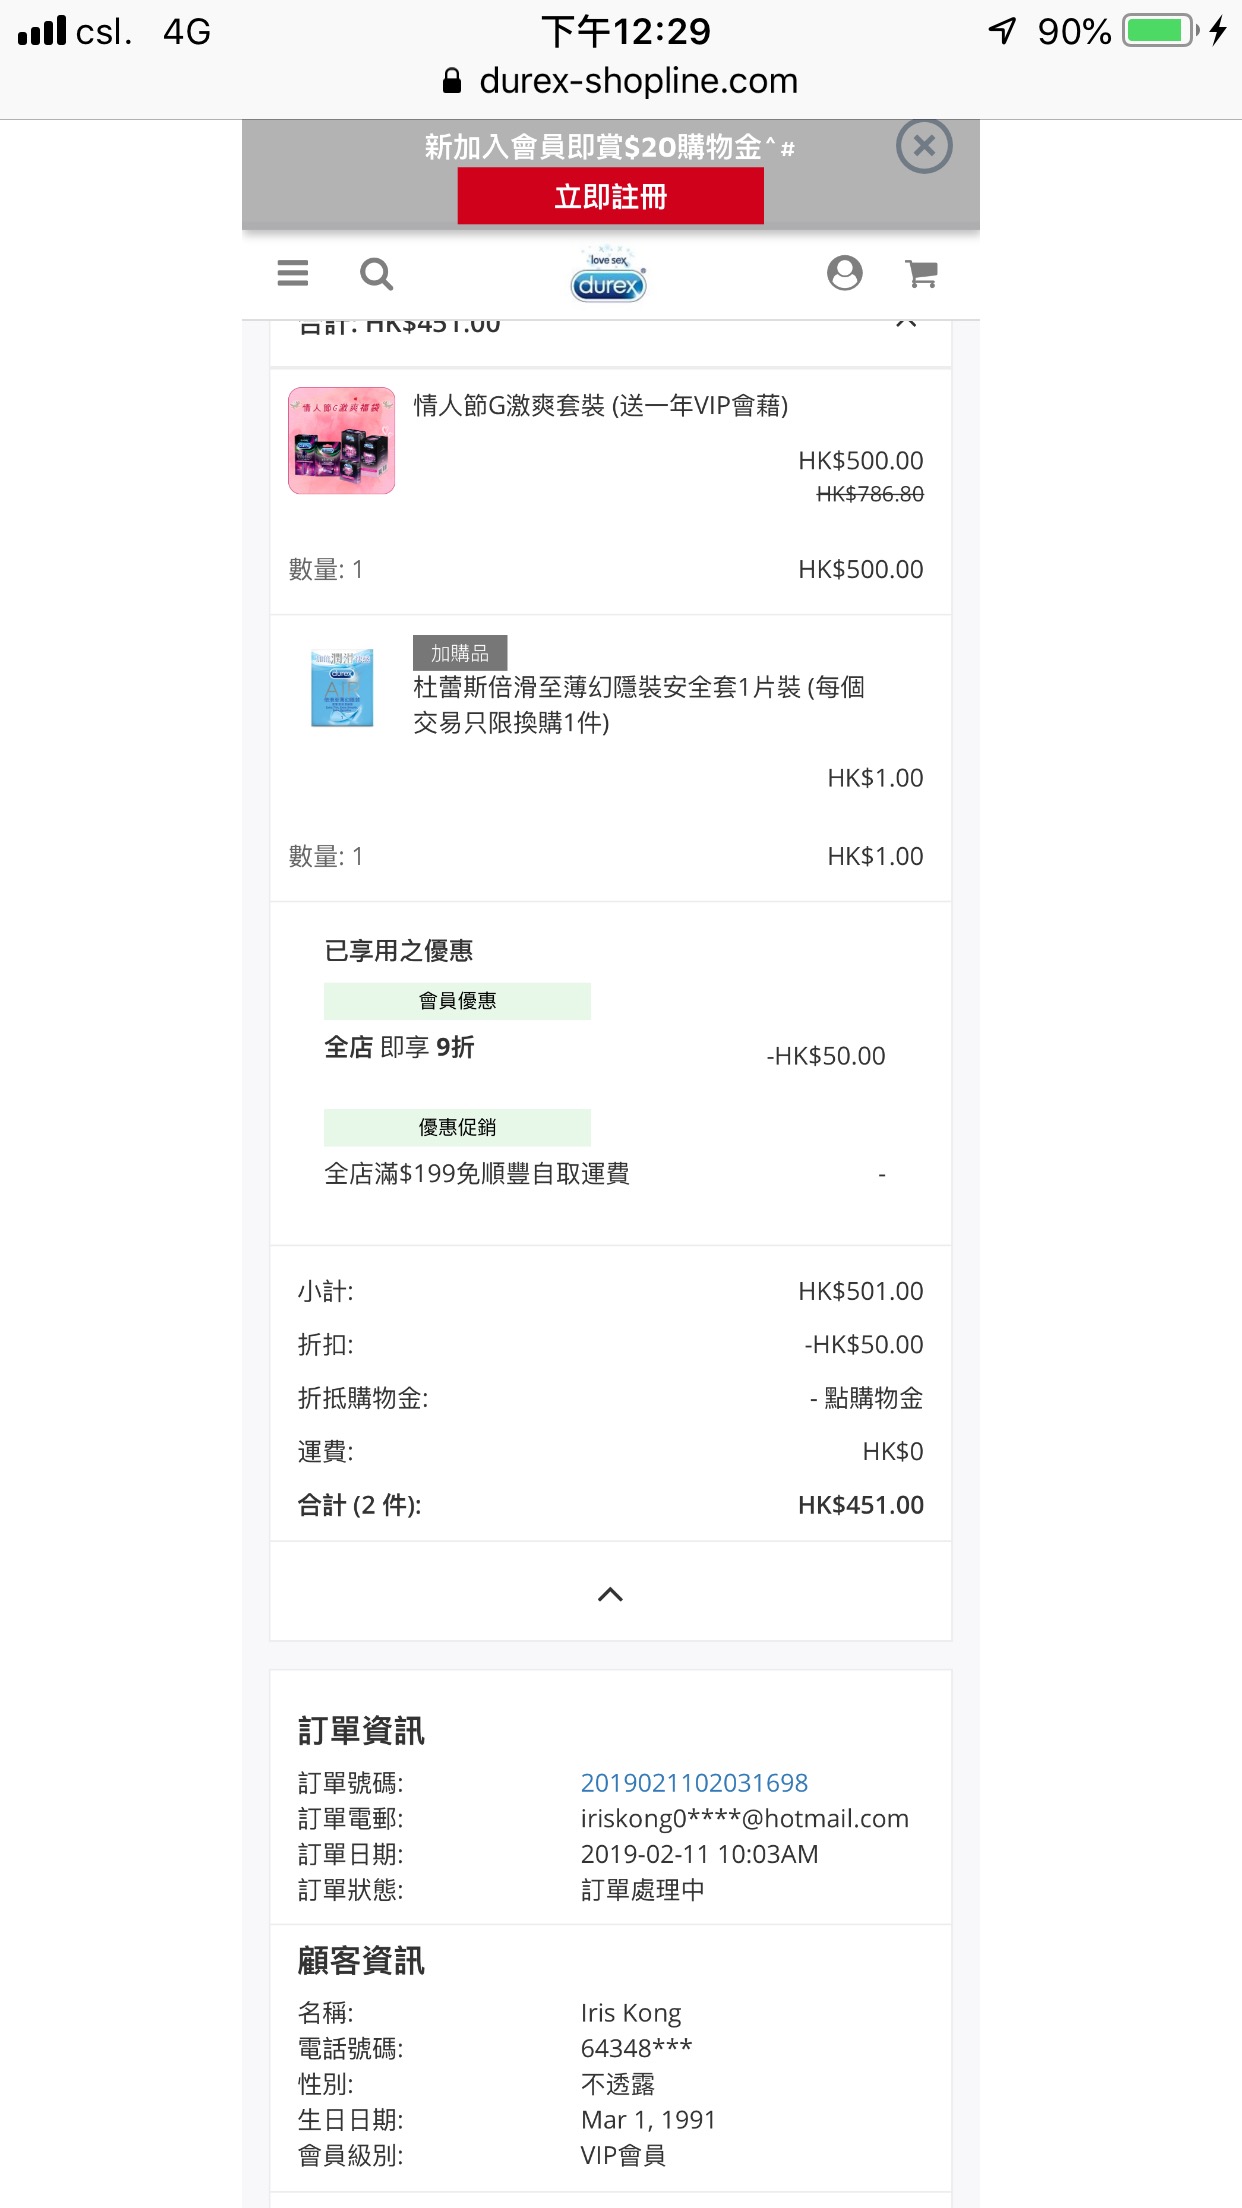 csl. 4G 下午12:29 90%
durex-shopline.com
新加入會員即賞$20購物金^#
立即註冊
love sex
durex
合計: HK$451.00
情人節G激爽福袋
情人節G激爽套裝 (送一年VIP會藉)
HK$500.00
HK$786.80
數量: 1 HK$500.00
加購品
durex
AIR
杜蕾斯倍滑至薄幻隱裝安全套1片裝 (每個
交易只限換購1件)
HK$1.00
數量: 1 HK$1.00
已享用之優惠
會員優惠
全店 即享 9折 -HK$50.00
優惠促銷
全店滿$199免順豐自取運費 -
小計: HK$501.00
折扣: -HK$50.00
折抵購物金: - 點購物金
運費: HK$0
合計 (2 件): HK$451.00
訂單資訊
訂單號碼: 2019021102031698
訂單電郵: iriskong0****@hotmail.com
訂單日期: 2019-02-11 10:03AM
訂單狀態: 訂單處理中
顧客資訊
名稱: Iris Kong
電話號碼: 64348***
性別: 不透露
生日日期: Mar 1, 1991
會員級別: VIP會員